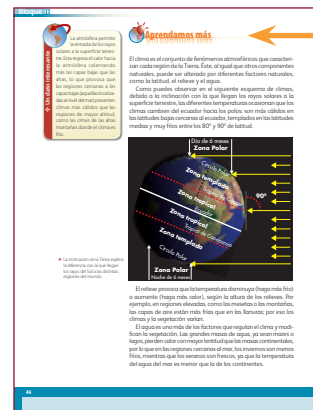 Bloque II
La atmósfera permite
la entrada de los rayos
solares a la superficie terres-
tre. Ésta regresa el calor hacia
la atmósfera calentando
más las capas bajas que las
altas, lo que provoca que
las regiones cercanas a las
capas bajas (aquellas localiza-
das al nivel del mar) presenten
climas más cálidos que las
regiones de mayor altitud,
como las cimas de las altas
montañas donde el clima es
frío.
Un dato interesante
Aprendamos más
El clima es el conjunto de fenómenos atmosféricos que caracteri-
zan cada región de la Tierra. Éste, al igual que otros componentes
naturales, puede ser alterado por diferentes factores naturales,
como la latitud, el relieve y el agua.
Como puedes observar en el siguiente esquema de climas,
debido a la inclinación con la que llegan los rayos solares a la
superficie terrestre, las diferentes temperaturas ocasionan que los
climas cambien del ecuador hacia los polos: son más cálidos en
las latitudes bajas cercanas al ecuador, templados en las latitudes
medias y muy fríos entre los 80° y 90° de latitud.
Día de 6 meses
Zona Polar
Círculo Polar
Zona templada
Trópico de Cáncer
Zona tropical
Ecuador
90°
Zona tropical
Trópico de Capricornio
Zona templada
Círculo Polar
Zona Polar
Noche de 6 meses
La inclinación de la Tierra explica
la diferencia con la que llegan
los rayos del Sol a las distintas
regiones del mundo.
El relieve provoca que la temperatura disminuya (haga más frío)
o aumente (haga más calor), según la altura de los relieves. Por
ejemplo, en regiones elevadas, como las mesetas o las montañas,
las capas de aire están más frías que en las llanuras; por eso los
climas y la vegetación varían.
El agua es uno de los factores que regulan el clima y modi-
fican la vegetación. Las grandes masas de agua, ya sean mares o
lagos, pierden calor con mayor lentitud que las masas continentales,
por lo que en las regiones cercanas al mar, los inviernos son menos
fríos, mientras que los veranos son frescos, ya que la temperatura
del agua del mar es menor que la de los continentes.
46